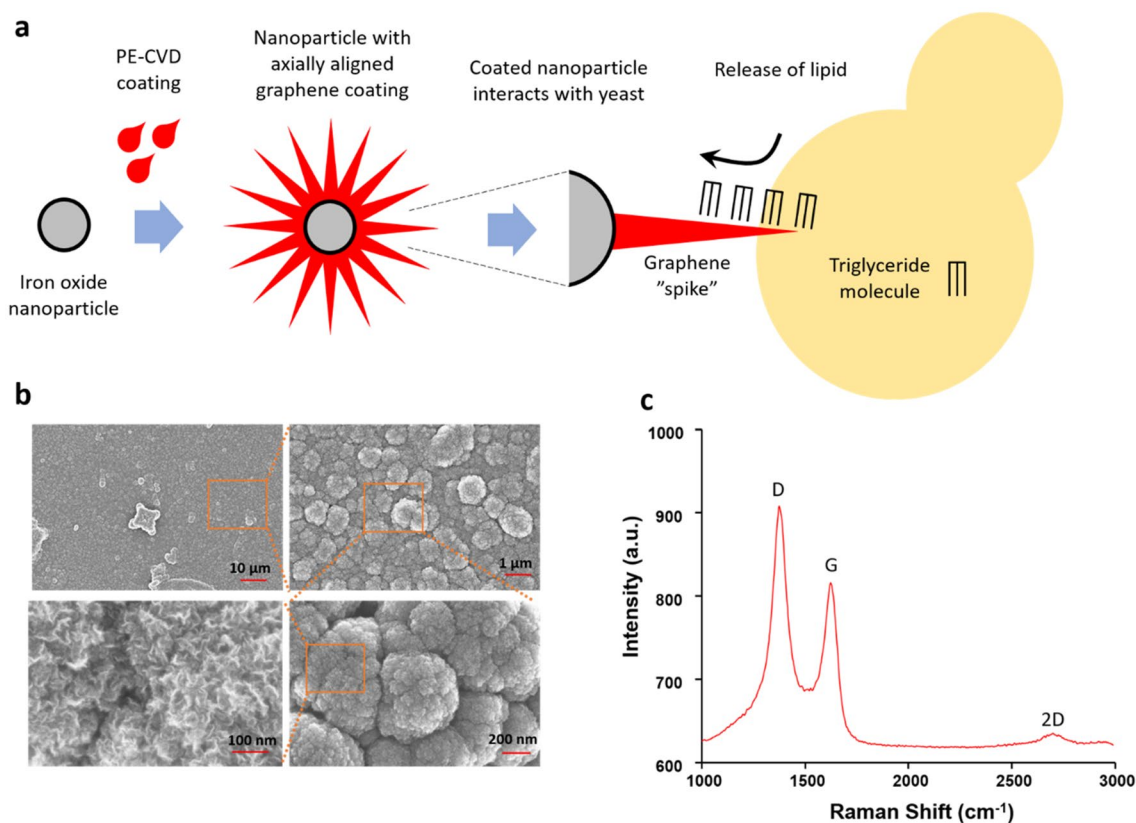 a
PE-CVD
coating
Nanoparticle with
axially aligned
graphene coating
Coated nanoparticle
interacts with yeast
Release of lipid
Iron oxide
nanoparticle
Graphene
”spike”
Triglyceride
molecule
b
10 µm
1 µm
100 nm
200 nm
c
1000
900
800
700
600
Intensity (a.u.)
D
G
2D
1000 1500 2000 2500 3000
Raman Shift (cm⁻¹)